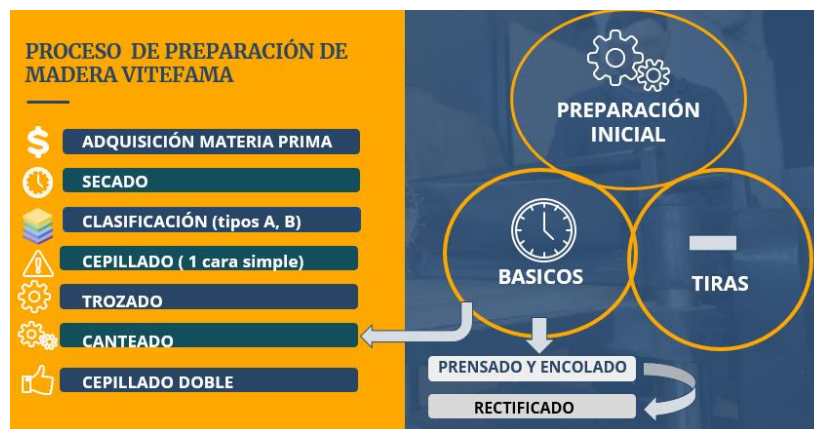 PROCESO DE PREPARACIÓN DE
MADERA VITEFAMA
ADQUISICIÓN MATERIA PRIMA
SECADO
CLASIFICACIÓN (tipos A, B)
CEPILLADO ( 1 cara simple)
TROZADO
CANTEADO
CEPILLADO DOBLE
PREPARACIÓN
INICIAL
BASICOS
TIRAS
PRENSADO Y ENCOLADO
RECTIFICADO